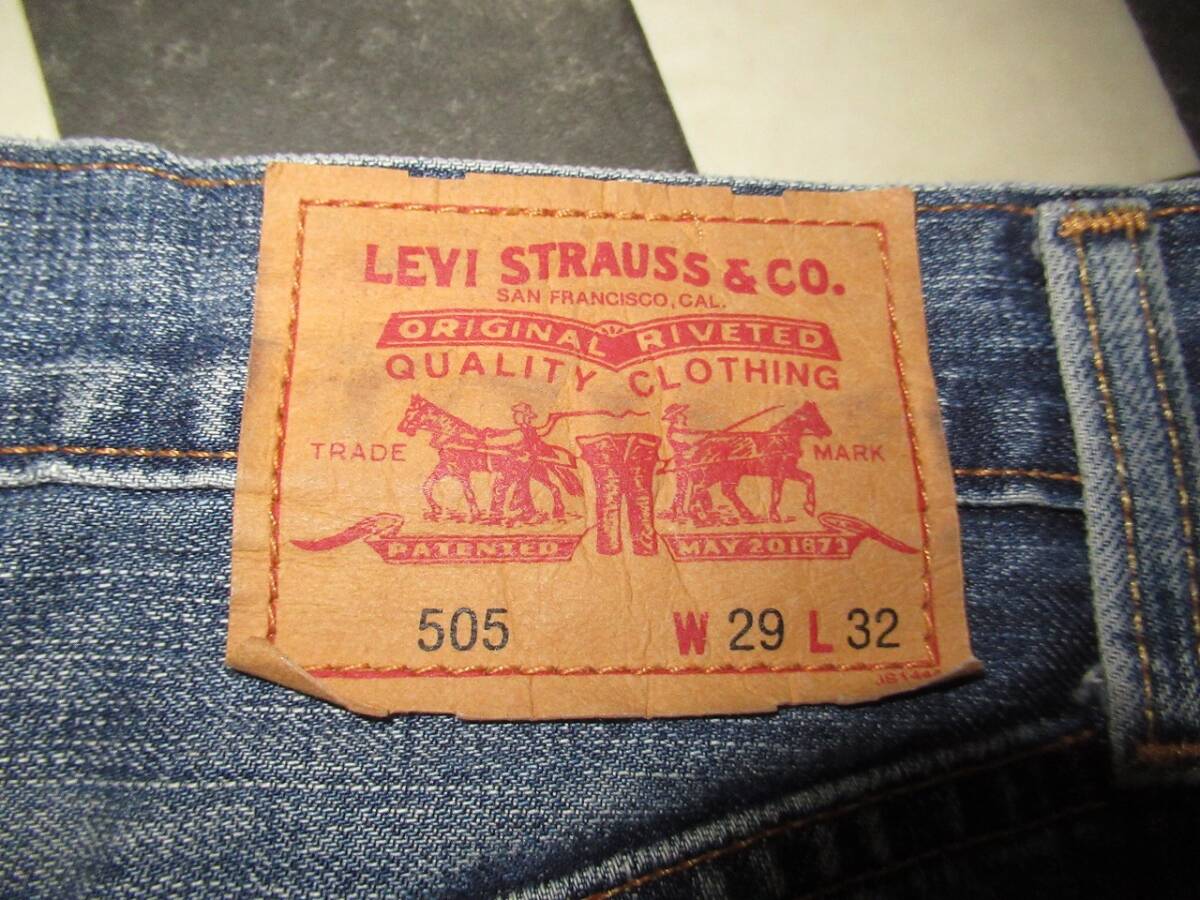 LEVI STRAUSS & CO.
SAN FRANCISCO, CAL.
ORIGINAL RIVETED
QUALITY CLOTHING
TRADE MARK
PATENTED MAY 20 1873
505 W 29 L 32